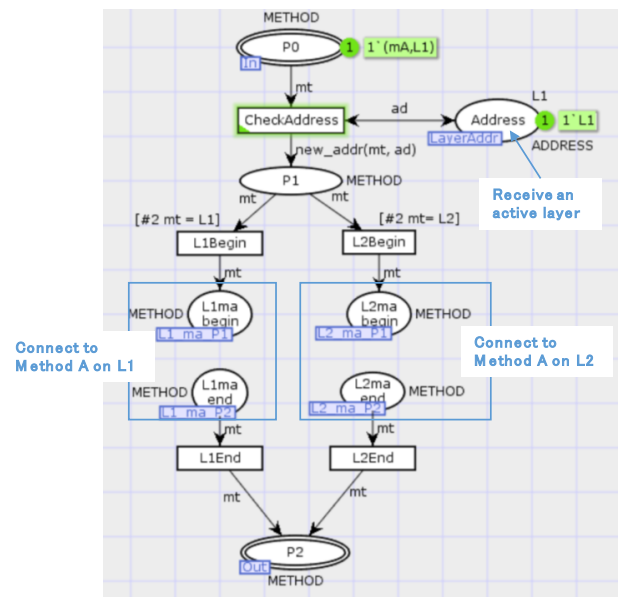 METHOD
P0
1
1`(mA,L1)
In
mt
ad
L1
CheckAddress
Address
1
1`L1
LayerAddr
ADDRESS
new_addr(mt, ad)
P1
METHOD
Receive an
active layer
mt
mt
[#2 mt = L1]
[#2 mt= L2]
L1Begin
L2Begin
mt
mt
METHOD
L1ma
begin
L1_ma_P1
L2ma
begin
METHOD
L2_ma_P1
Connect to
Method A on L1
Connect to
Method A on L2
METHOD
L1ma
end
L1_ma_P2
L2ma
end
METHOD
L2_ma_P2
mt
mt
L1End
L2End
mt
mt
P2
Out
METHOD